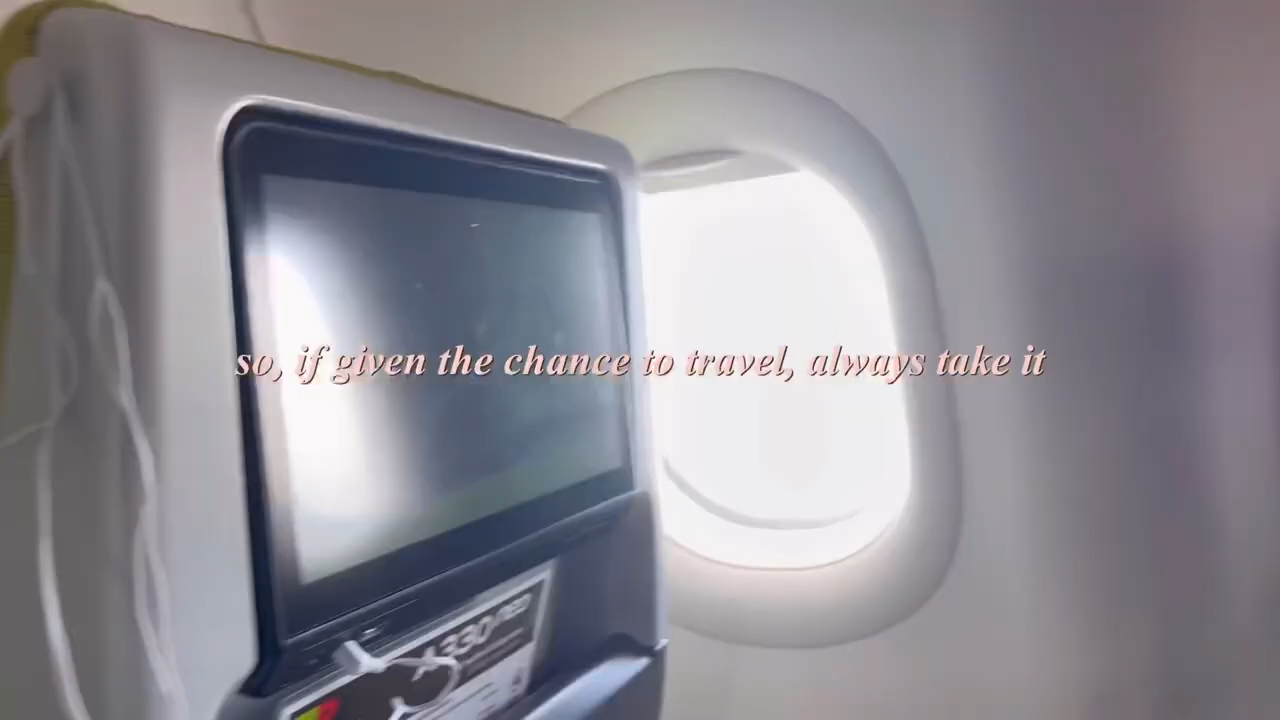 so, if given the chance to travel, always take it
A330neo